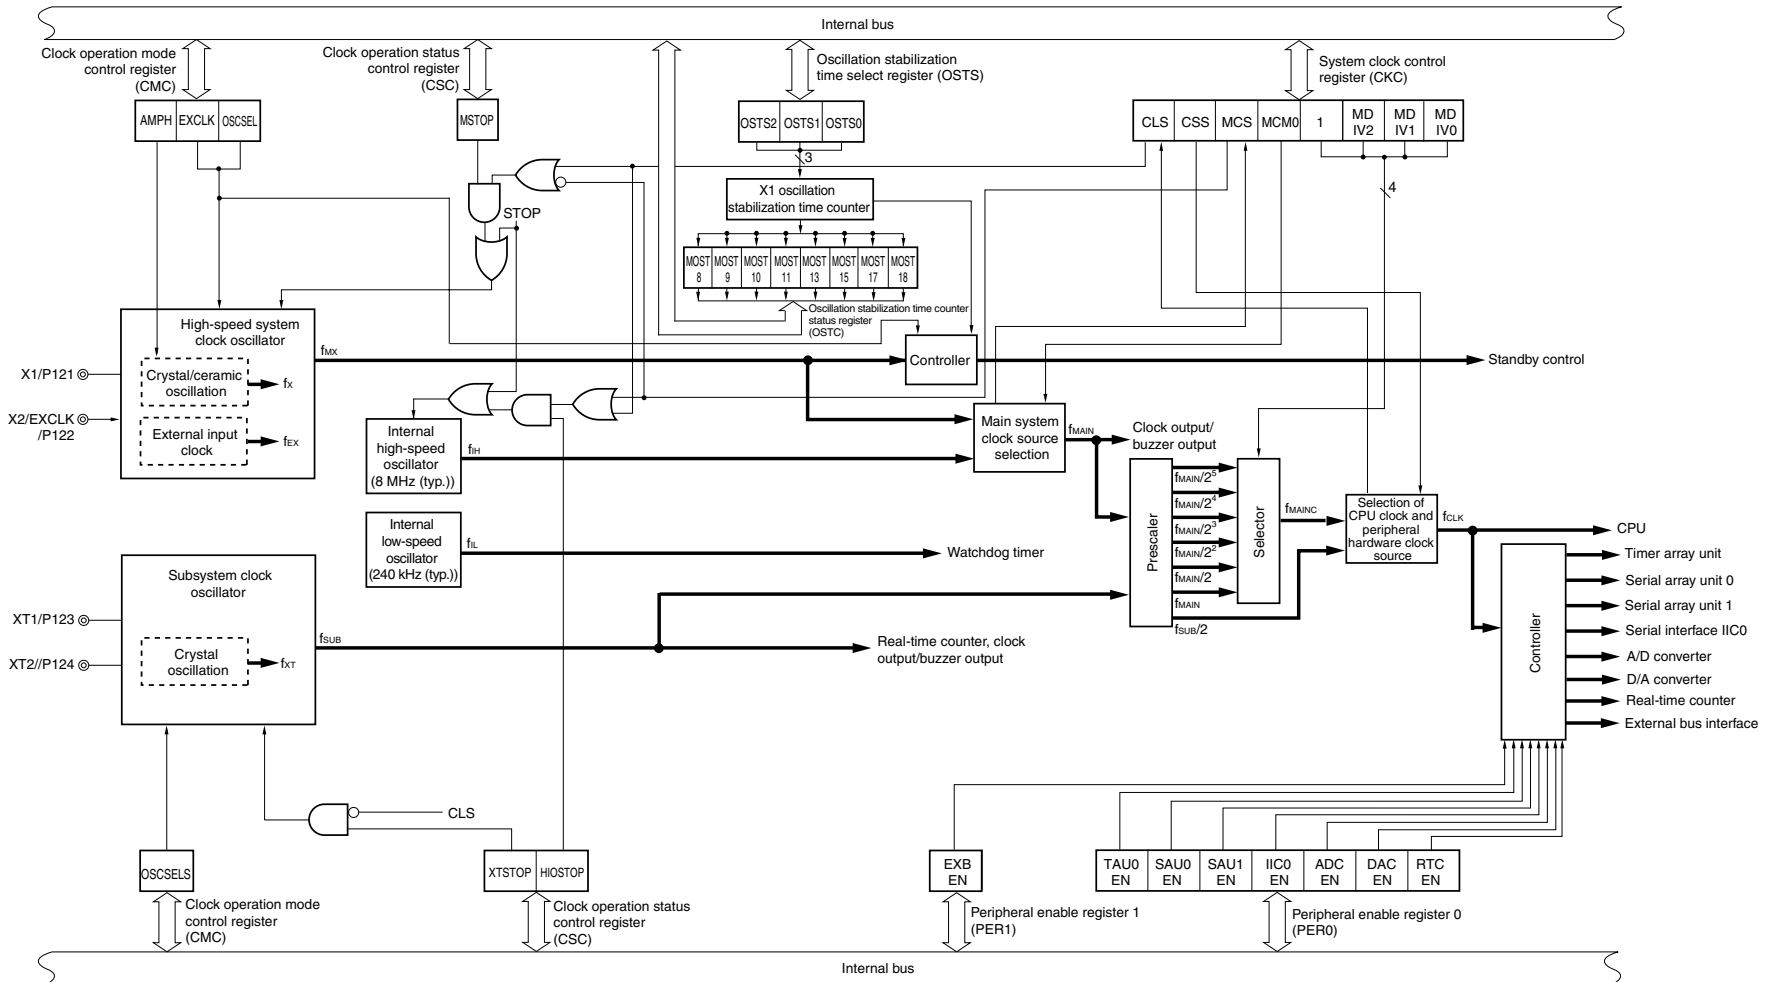 Internal bus
Clock operation mode
control register
(CMC)
Clock operation status
control register
(CSC)
Oscillation stabilization
time select register (OSTS)
System clock control
register (CKC)
AMPH
EXCLK
OSCSEL
MSTOP
OSTS2
OSTS1
OSTS0
CLS
CSS
MCS
MCM0
1
MD
IV2
MD
IV1
MD
IV0
3
4
X1 oscillation
stabilization time counter
STOP
MOST
8
MOST
9
MOST
10
MOST
11
MOST
13
MOST
15
MOST
17
MOST
18
Oscillation stabilization time counter
status register
(OSTC)
High-speed system
clock oscillator
fMX
Controller
Standby control
X1/P121
Crystal/ceramic
oscillation
fX
X2/EXCLK
/P122
External input
clock
fEX
Internal
high-speed
oscillator
(8 MHz (typ.))
fIH
Main system
clock source
selection
fMAIN
Clock output/
buzzer output
Prescaler
fMAIN/2⁵
fMAIN/2⁴
fMAIN/2³
fMAIN/2²
fMAIN/2
fMAIN
fSUB/2
Selector
fMAINC
Selection of
CPU clock and
peripheral
hardware clock
source
fCLK
CPU
Internal
low-speed
oscillator
(240 kHz (typ.))
fIL
Watchdog timer
Subsystem clock
oscillator
XT1/P123
XT2//P124
Crystal
oscillation
fXT
fSUB
Real-time counter, clock
output/buzzer output
Controller
Timer array unit
Serial array unit 0
Serial array unit 1
Serial interface IIC0
A/D converter
D/A converter
Real-time counter
External bus interface
CLS
OSCSELS
XTSTOP
HIOSTOP
EXB
EN
TAU0
EN
SAU0
EN
SAU1
EN
IIC0
EN
ADC
EN
DAC
EN
RTC
EN
Clock operation mode
control register
(CMC)
Clock operation status
control register
(CSC)
Peripheral enable register 1
(PER1)
Peripheral enable register 0
(PER0)
Internal bus